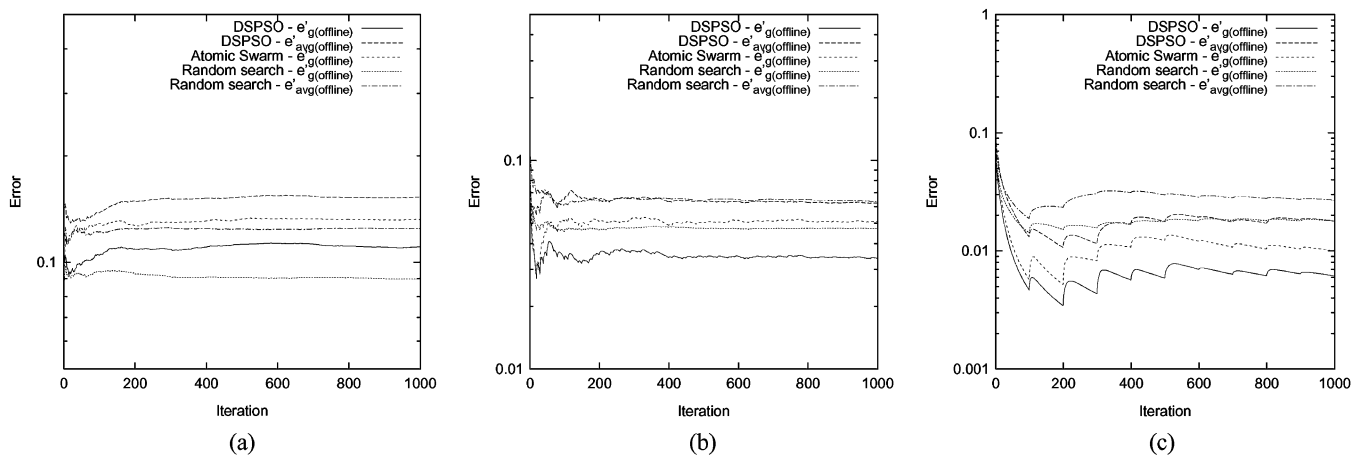 DSPSO - e'g(offline)
DSPSO - e'avg(offline)
Atomic Swarm - e'g(offline)
Random search - e'g(offline)
Random search - e'avg(offline)
Error
0.1
0 200 400 600 800 1000
Iteration
(a)
DSPSO - e'g(offline)
DSPSO - e'avg(offline)
Atomic Swarm - e'g(offline)
Random search - e'g(offline)
Random search - e'avg(offline)
Error
0.1
0.01
0 200 400 600 800 1000
Iteration
(b)
DSPSO - e'g(offline)
DSPSO - e'avg(offline)
Atomic Swarm - e'g(offline)
Random search - e'g(offline)
Random search - e'avg(offline)
Error
1
0.1
0.01
0.001
0 200 400 600 800 1000
Iteration
(c)